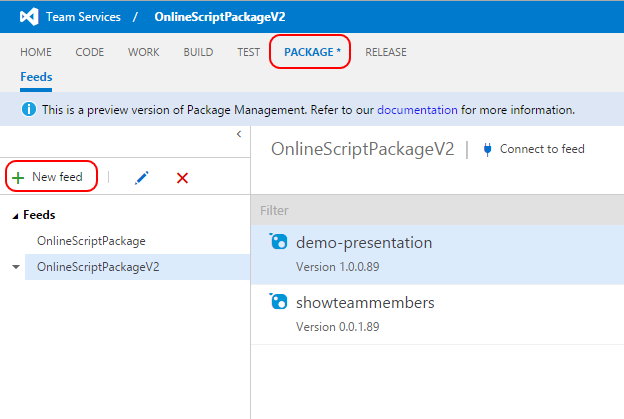 Team Services / OnlineScriptPackageV2
HOME CODE WORK BUILD TEST PACKAGE * RELEASE
Feeds
This is a preview version of Package Management. Refer to our documentation for more information.
OnlineScriptPackageV2 | Connect to feed
New feed
Filter
Feeds
OnlineScriptPackage
OnlineScriptPackageV2
demo-presentation
Version 1.0.0.89
showteammembers
Version 0.0.1.89